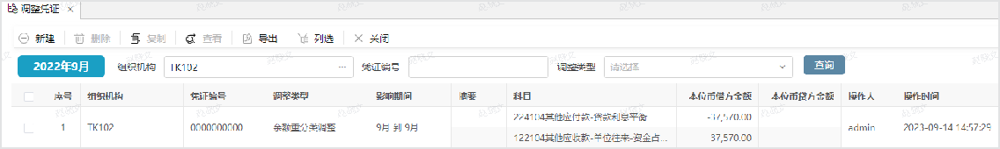 调整凭证 ×
新建 删除 复制 查看 导出 列选 关闭
2022年9月 组织机构 TK102 ... 凭证编号 调整类型 请选择 查询
序号 组织机构 凭证编号 调整类型 影响期间 摘要 科目 本位币借方金额 本位币贷方金额 操作人 操作时间
1 TK102 0000000000 余额重分类调整 9月 到 9月 224104其他应付款-贷款利息平衡 -37,570.00 admin 2023-09-14 14:57:29
122104其他应收款-单位往来-资金占... 37,570.00